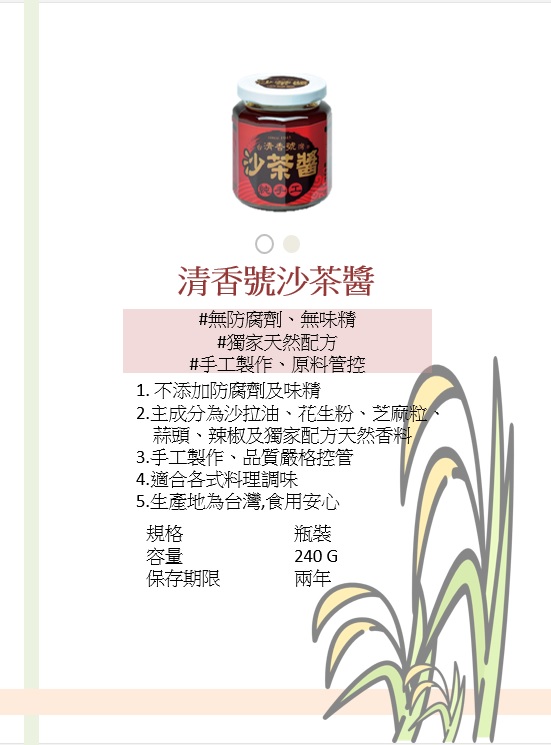 清香號
沙茶醬
純手工
清香號沙茶醬
#無防腐劑、無味精
#獨家天然配方
#手工製作、原料管控
1. 不添加防腐劑及味精
2.主成分為沙拉油、花生粉、芝麻粒、
蒜頭、辣椒及獨家配方天然香料
3.手工製作、品質嚴格控管
4.適合各式料理調味
5.生產地為台灣,食用安心
規格 瓶裝
容量 240 G
保存期限 兩年